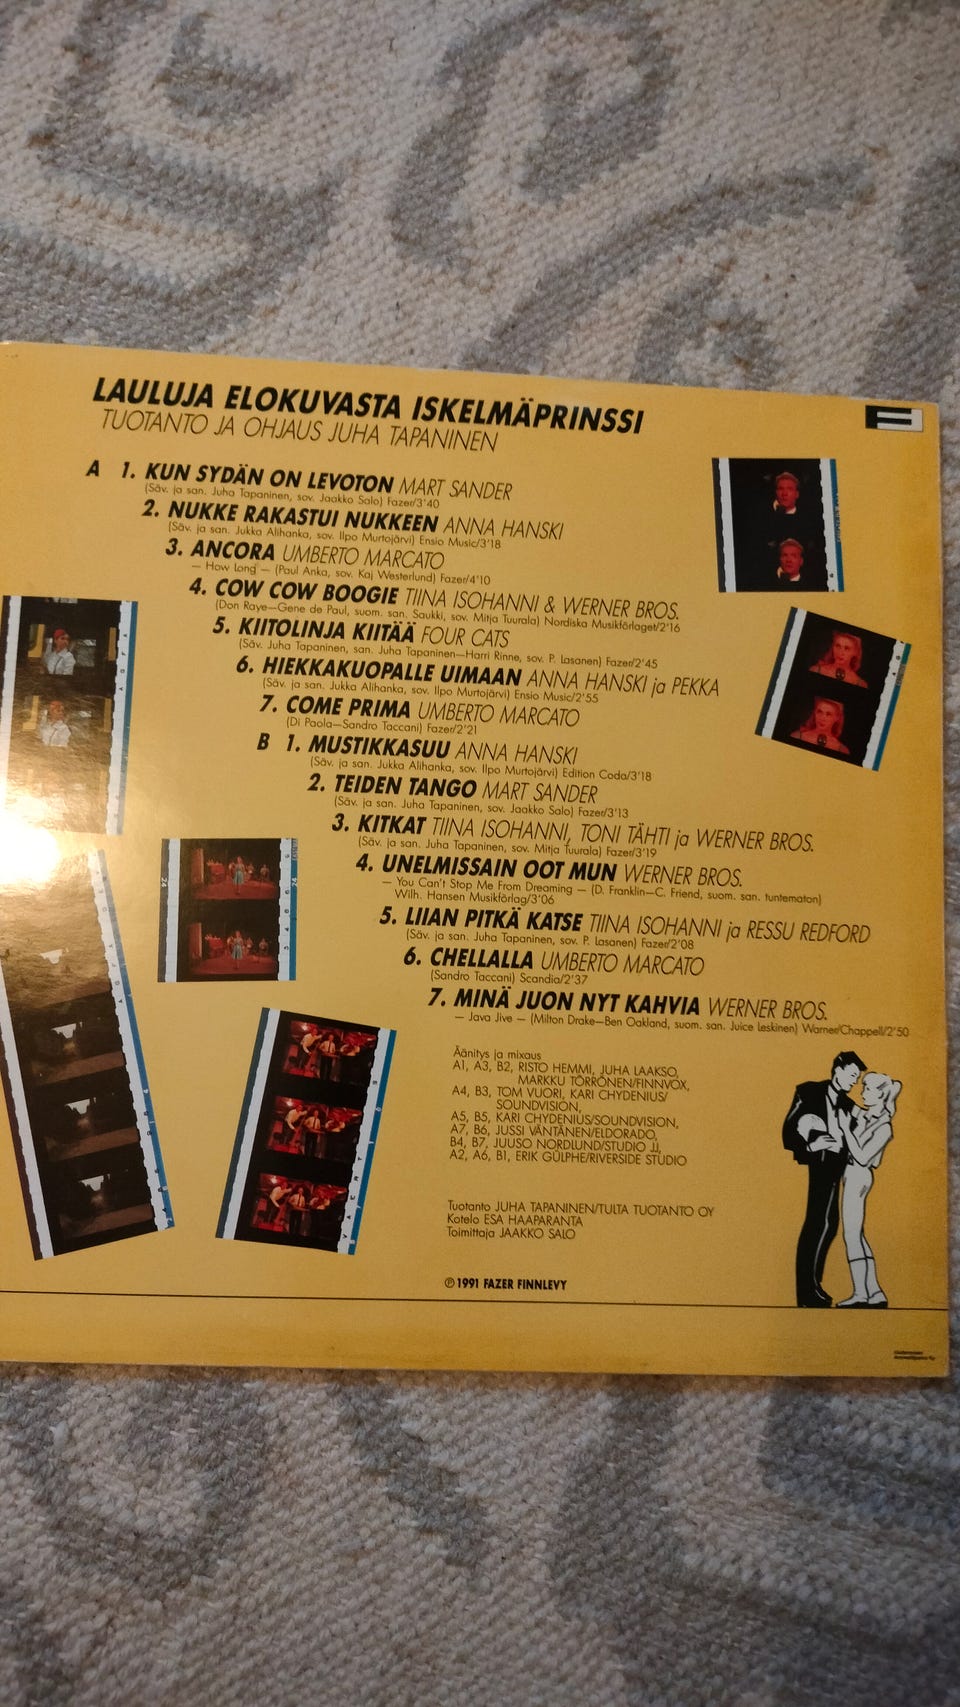 LAULUJA ELOKUVASTA ISKELMÄPRINSSI
TUOTANTO JA OHJAUS JUHA TAPANINEN
A 1. KUN SYDÄN ON LEVOTON MART SANDER
(Säv. ja san. Juha Tapaninen, sov. Jaakko Salo) Fazer/3'40
2. NUKKE RAKASTUI NUKKEEN ANNA HANSKI
(Säv. ja san. Jukka Alihanka, sov. Ilpo Murtojärvi) Ensio Music/3'18
3. ANCORA UMBERTO MARCATO
— How Long — (Paul Anka, sov. Kaj Westerlund) Fazer/4'10
4. COW COW BOOGIE TIINA ISOHANNI & WERNER BROS.
(Don Raye—Gene de Paul, suom. san. Saukki, sov. Mitja Tuurala) Nordiska Musikförlaget/2'16
5. KIITOLINJA KIITÄÄ FOUR CATS
(Säv. Juha Tapaninen, san. Juha Tapaninen—Harri Rinne, sov. P. Lasanen) Fazer/2'45
6. HIEKKAKUOPALLE UIMAAN ANNA HANSKI ja PEKKA
(Säv. ja san. Jukka Alihanka, sov. Ilpo Murtojärvi) Ensio Music/2'55
7. COME PRIMA UMBERTO MARCATO
(Di Paola—Sandro Taccani) Fazer/2'21
B 1. MUSTIKKASUU ANNA HANSKI
(Säv. ja san. Jukka Alihanka, sov. Ilpo Murtojärvi) Edition Coda/3'18
2. TEIDEN TANGO MART SANDER
(Säv. ja san. Juha Tapaninen, sov. Jaakko Salo) Fazer/3'13
3. KITKAT TIINA ISOHANNI, TONI TÄHTI ja WERNER BROS.
(Säv. ja san. Juha Tapaninen, sov. Mitja Tuurala) Fazer/3'19
4. UNELMISSAIN OOT MUN WERNER BROS.
— You Can't Stop Me From Dreaming — (D. Franklin—C. Friend, suom. san. tuntematon)
Wilh. Hansen Musikförlag/3'06
5. LIIAN PITKÄ KATSE TIINA ISOHANNI ja RESSU REDFORD
(Säv. ja san. Juha Tapaninen, sov. P. Lasanen) Fazer/2'08
6. CHELLALLA UMBERTO MARCATO
(Sandro Taccani) Scandia/2'37
7. MINÄ JUON NYT KAHVIA WERNER BROS.
— Java Jive — (Milton Drake—Ben Oakland, suom. san. Juice Leskinen) Warner/Chappell/2'50
Äänitys ja mixaus
A1, A3, B2, RISTO HEMMI, JUHA LAAKSO,
MARKKU TÖRRÖNEN/FINNVOX,
A4, B3, TOM VUORI, KARI CHYDENIUS/
SOUNDVISION,
A5, B5, KARI CHYDENIUS/SOUNDVISION,
A7, B6, JUSSI VÄNTÄNEN/ELDORADO,
B4, B7, JUUSO NORDLUND/STUDIO JJ,
A2, A6, B1, ERIK GÜLPHE/RIVERSIDE STUDIO
Tuotanto JUHA TAPANINEN/TULTA TUOTANTO OY
Kotelo ESA HAAPARANTA
Toimittaja JAAKKO SALO
℗ 1991 FAZER FINNLEVY